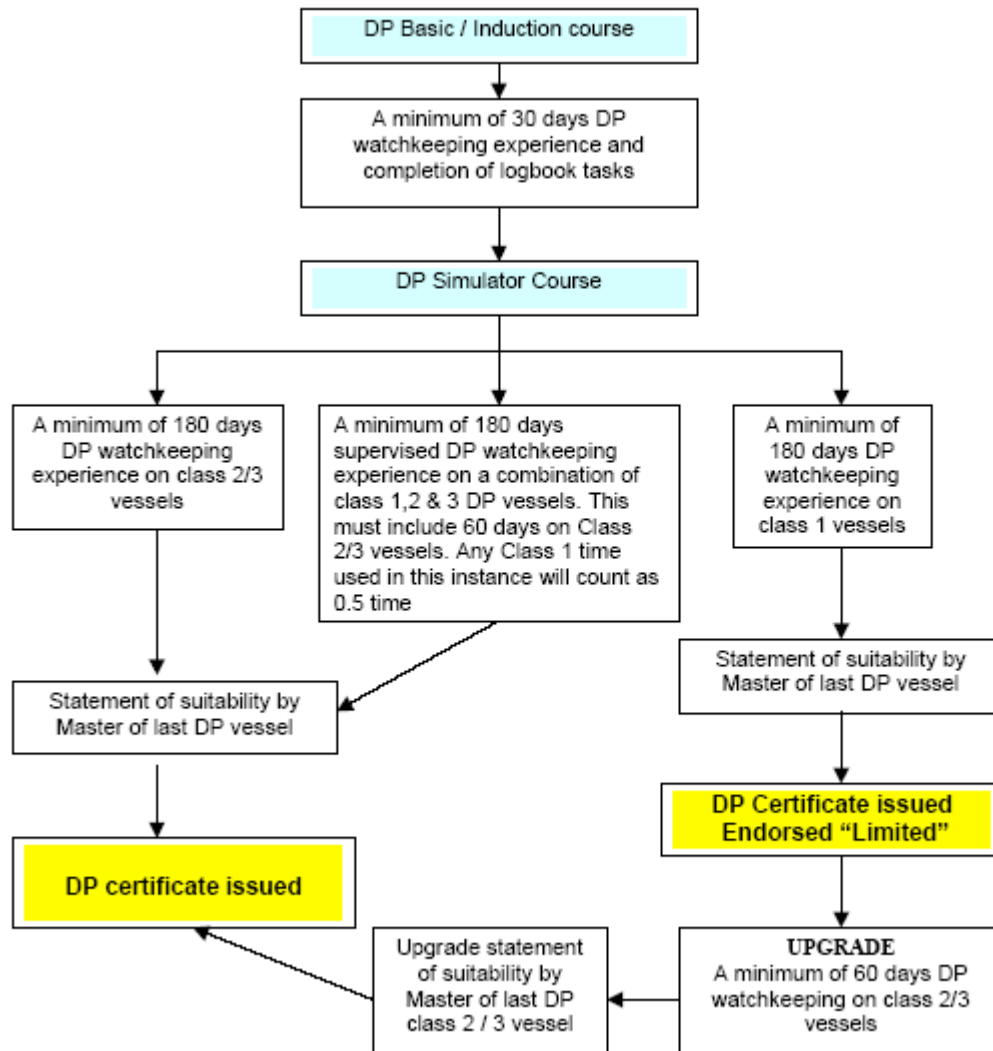 DP Basic / Induction course
A minimum of 30 days DP
watchkeeping experience and
completion of logbook tasks
DP Simulator Course
A minimum of 180 days
DP watchkeeping
experience on class 2/3
vessels
A minimum of 180 days
supervised DP watchkeeping
experience on a combination of
class 1,2 & 3 DP vessels. This
must include 60 days on Class
2/3 vessels. Any Class 1 time
used in this instance will count as
0.5 time
A minimum of
180 days DP
watchkeeping
experience on
class 1 vessels
Statement of suitability by
Master of last DP vessel
Statement of suitability by
Master of last DP vessel
DP Certificate issued
Endorsed “Limited”
DP certificate issued
Upgrade statement
of suitability by
Master of last DP
class 2 / 3 vessel
UPGRADE
A minimum of 60 days DP
watchkeeping on class 2/3
vessels